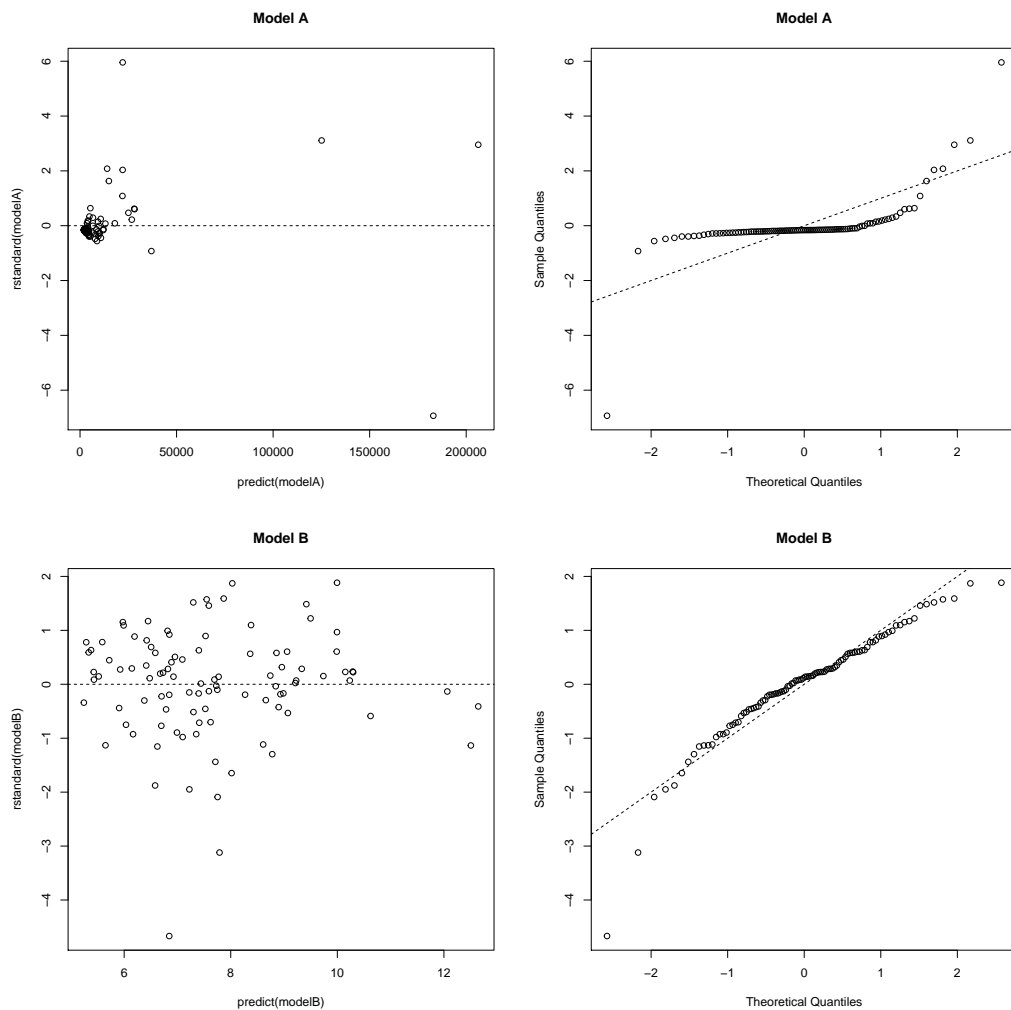 Model A
rstandard(modelA)
6
4
2
0
−2
−4
−6
0 50000 100000 150000 200000
predict(modelA)
Model A
Sample Quantiles
6
4
2
0
−2
−4
−6
−2 −1 0 1 2
Theoretical Quantiles
Model B
rstandard(modelB)
2
1
0
−1
−2
−3
−4
6 8 10 12
predict(modelB)
Model B
Sample Quantiles
2
1
0
−1
−2
−3
−4
−2 −1 0 1 2
Theoretical Quantiles